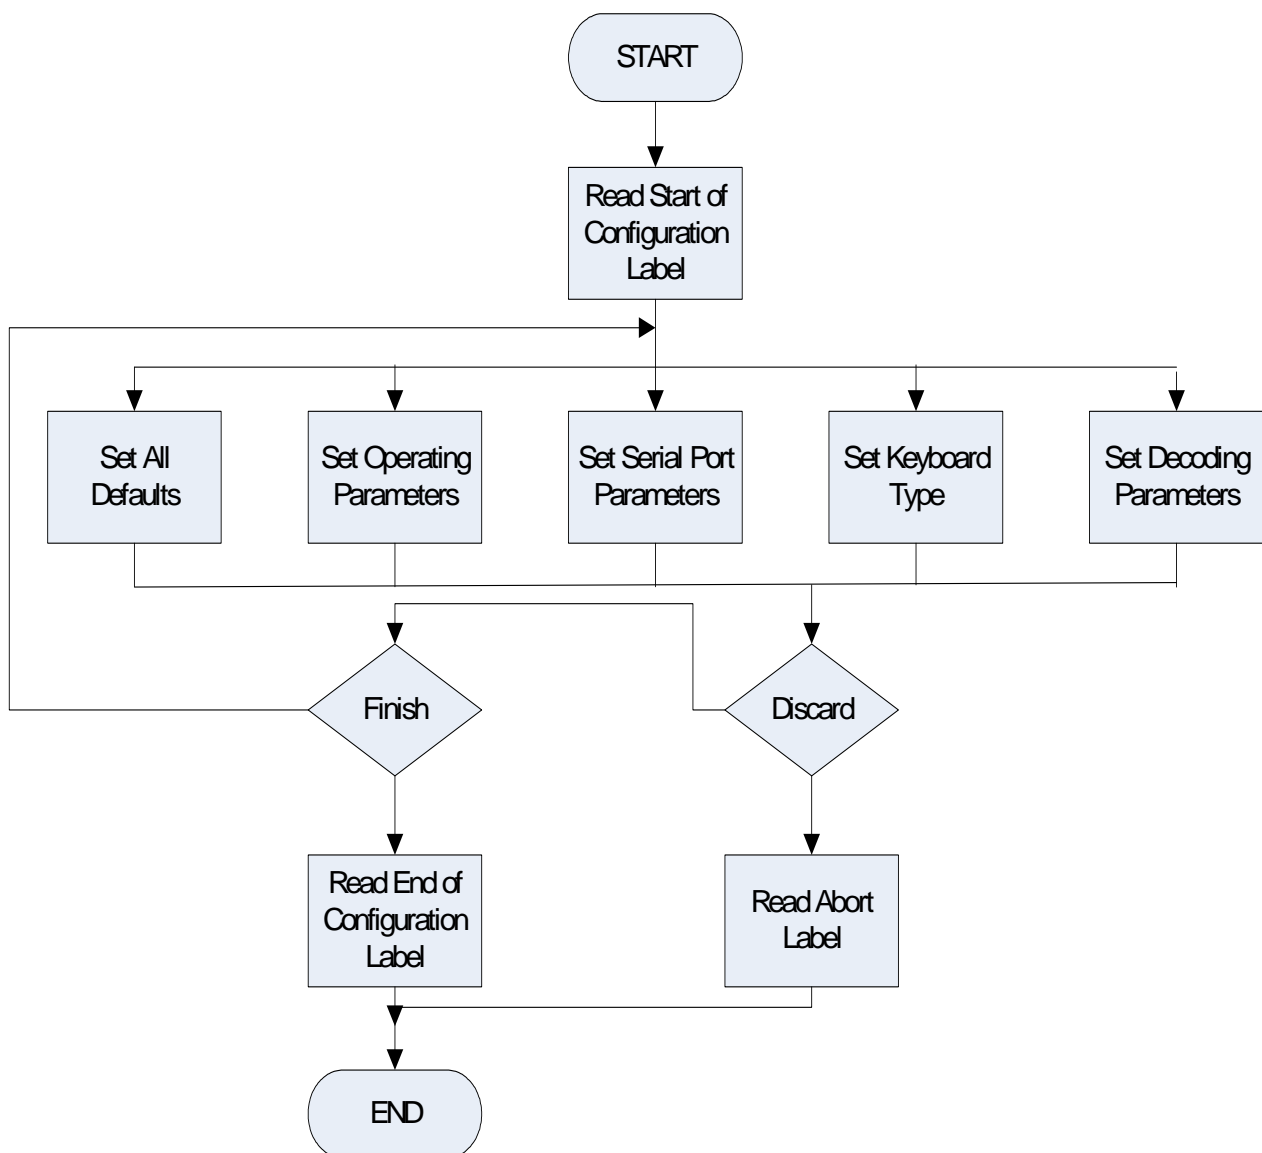 START
Read Start of
Configuration
Label
Set All
Defaults
Set Operating
Parameters
Set Serial Port
Parameters
Set Keyboard
Type
Set Decoding
Parameters
Finish
Discard
Read End of
Configuration
Label
Read Abort
Label
END